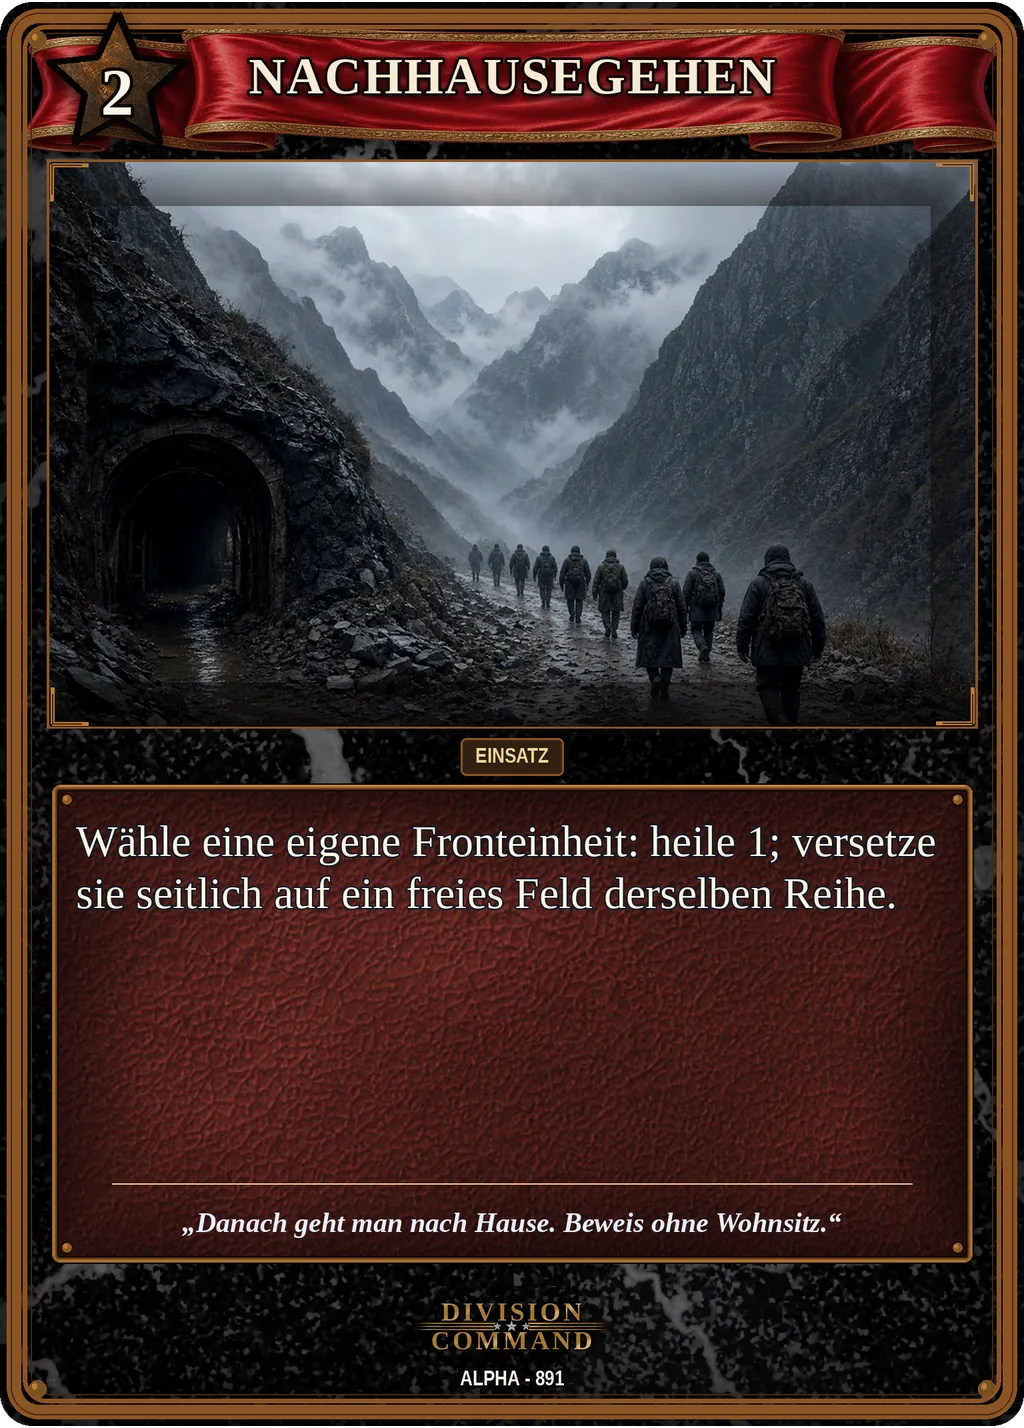 2
NACHHAUSEGEHEN
EINSATZ
Wähle eine eigene Fronteinheit: heile 1; versetze
sie seitlich auf ein freies Feld derselben Reihe.
„Danach geht man nach Hause. Beweis ohne Wohnsitz.“
DIVISION
COMMAND
ALPHA - 891